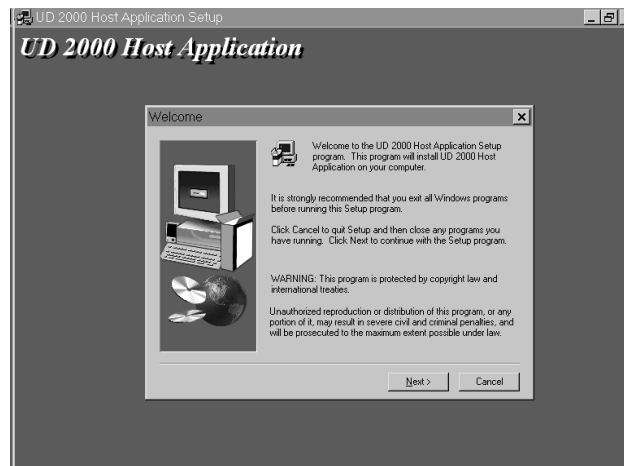 UD 2000 Host Application Setup
UD 2000 Host Application
Welcome
Welcome to the UD 2000 Host Application Setup
program. This program will install UD 2000 Host
Application on your computer.
It is strongly recommended that you exit all Windows programs
before running this Setup program.
Click Cancel to quit Setup and then close any programs you
have running. Click Next to continue with the Setup program.
WARNING: This program is protected by copyright law and
international treaties.
Unauthorized reproduction or distribution of this program, or any
portion of it, may result in severe civil and criminal penalties, and
will be prosecuted to the maximum extent possible under law.
Next >
Cancel